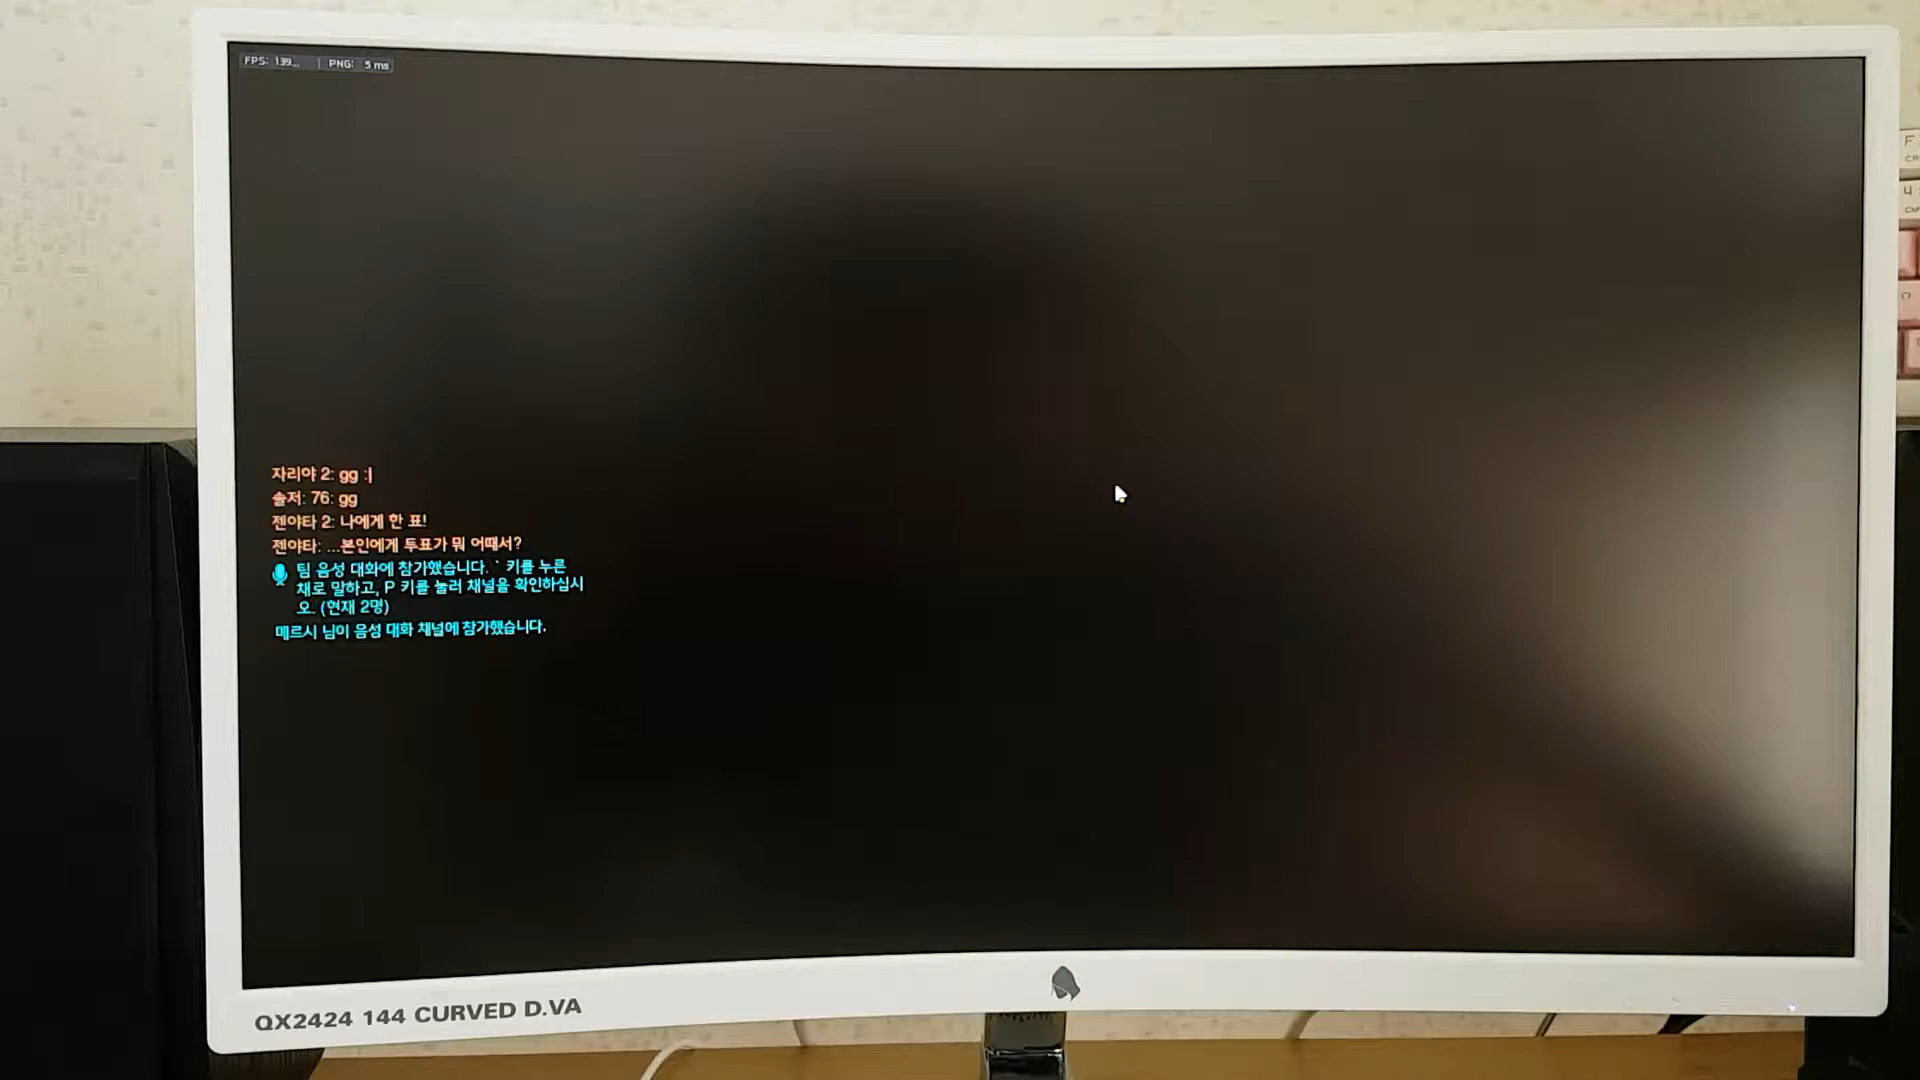 FPS: 139... | PNG: 5 ms
자리야 2: gg :|
솔저: 76: gg
젠야타 2: 나에게 한 표!
젠야타: ...본인에게 투표가 뭐 어때서?
팀 음성 대화에 참가했습니다. ` 키를 누른
채로 말하고, P 키를 눌러 채널을 확인하십시
오. (현재 2명)
메르시 님이 음성 대화 채널에 참가했습니다.
QX2424 144 CURVED D.VA